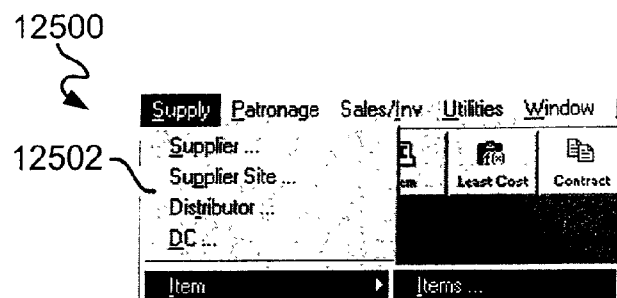 12500
Supply Patronage Sales/Inv Utilities Window
Supplier ...
12502
Supplier Site ...
Least Cost Contract
Distributor ...
DC ...
Item Items ...